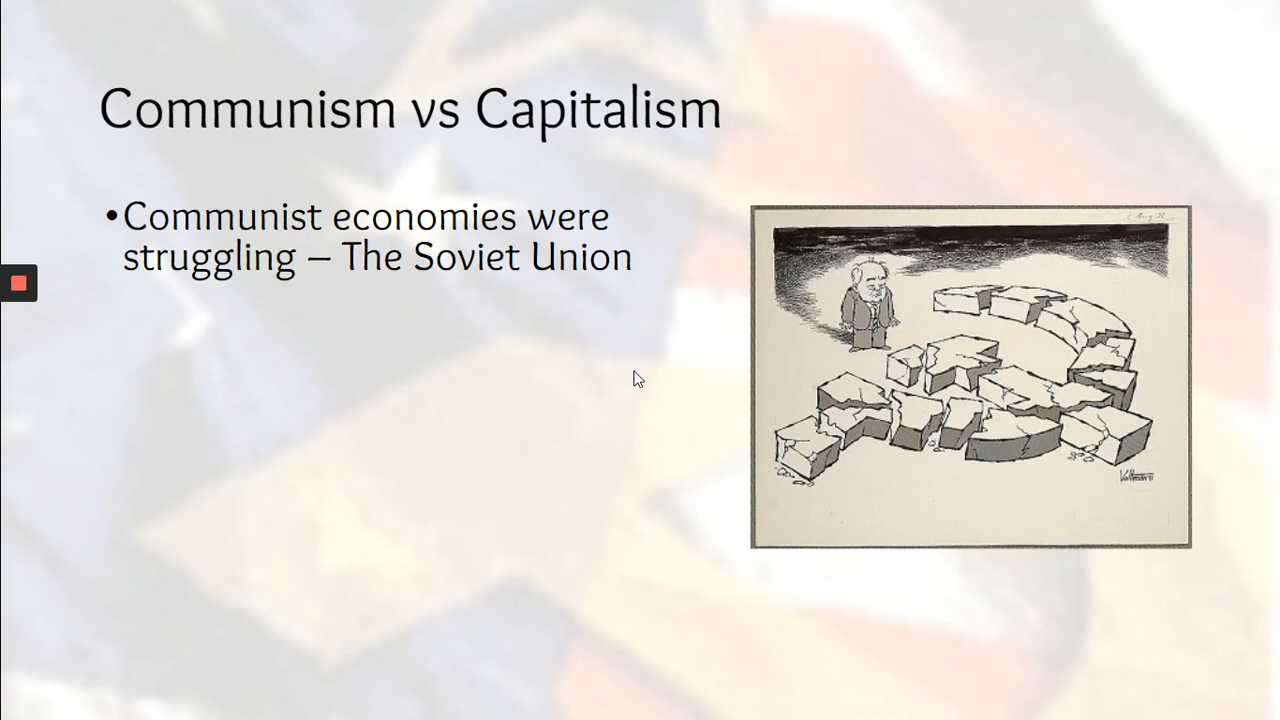 Communism vs Capitalism
•Communist economies were
struggling – The Soviet Union